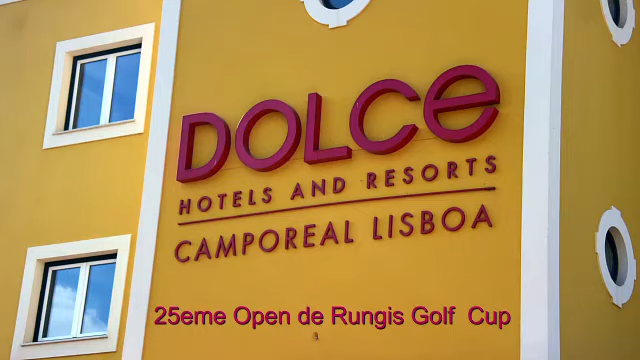 DOLCe
HOTELS AND RESORTS
CAMPOREAL LISBOA
25eme Open de Rungis Golf Cup